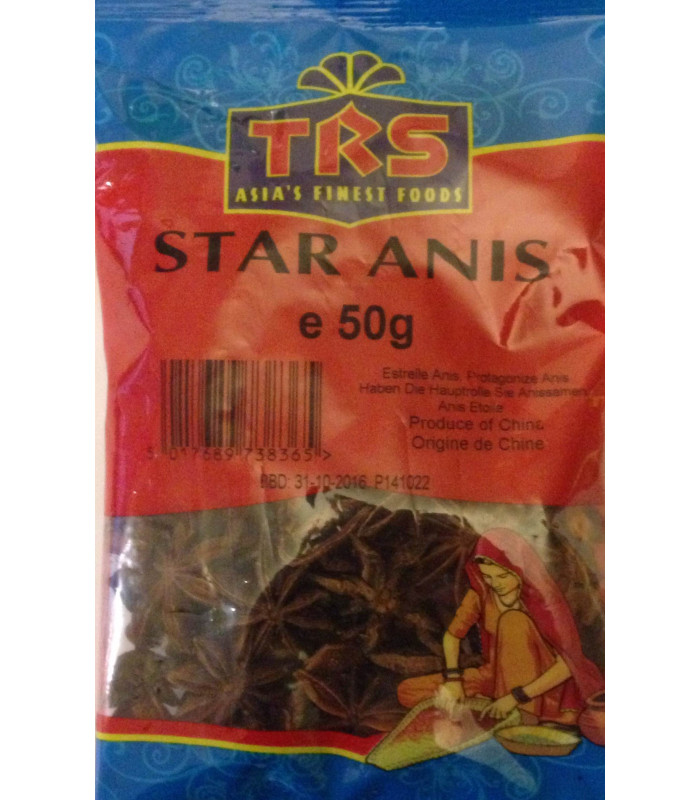 TRS
ASIA'S FINEST FOODS
STAR ANIS
e 50g
Estrelle Anis, Protagonize Anis
Haben Die Hauptrolle Sie Anissamen
Anis Etoile
Produce of China
Origine de Chine
5 017689 738365 >
BBD: 31-10-2016 P141022